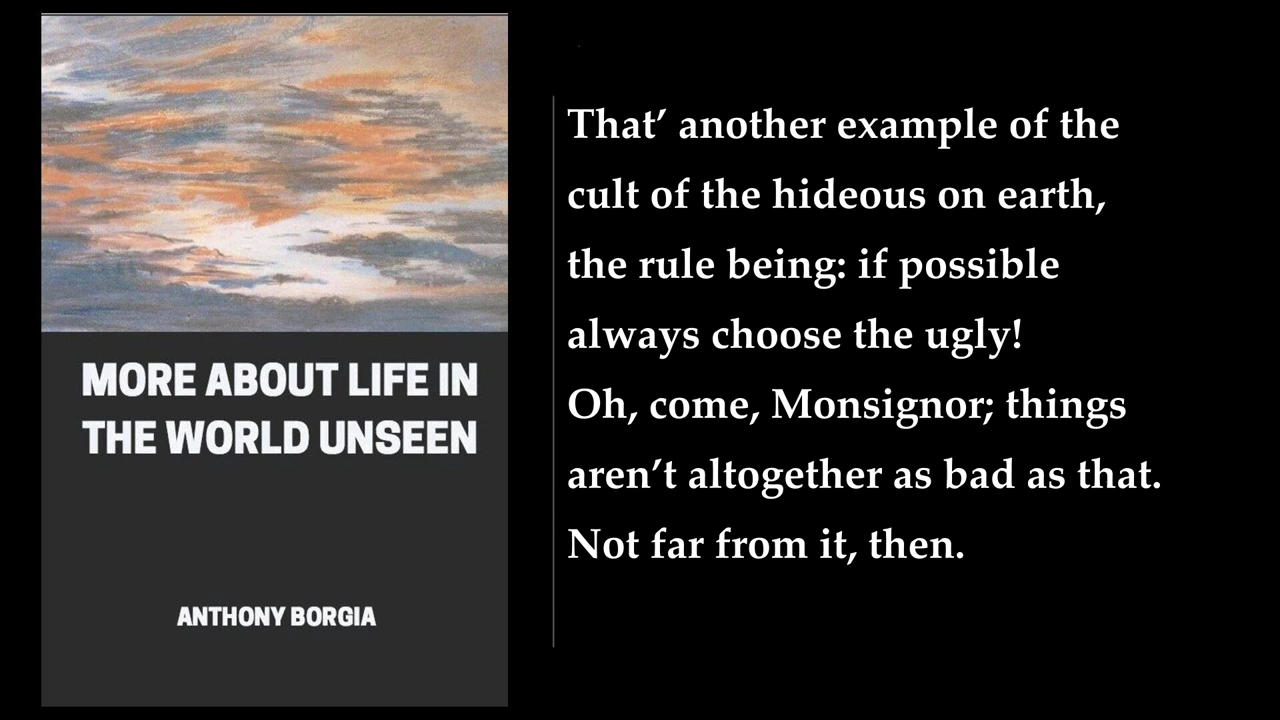 MORE ABOUT LIFE IN
THE WORLD UNSEEN
ANTHONY BORGIA
That’ another example of the
cult of the hideous on earth,
the rule being: if possible
always choose the ugly!
Oh, come, Monsignor; things
aren’t altogether as bad as that.
Not far from it, then.